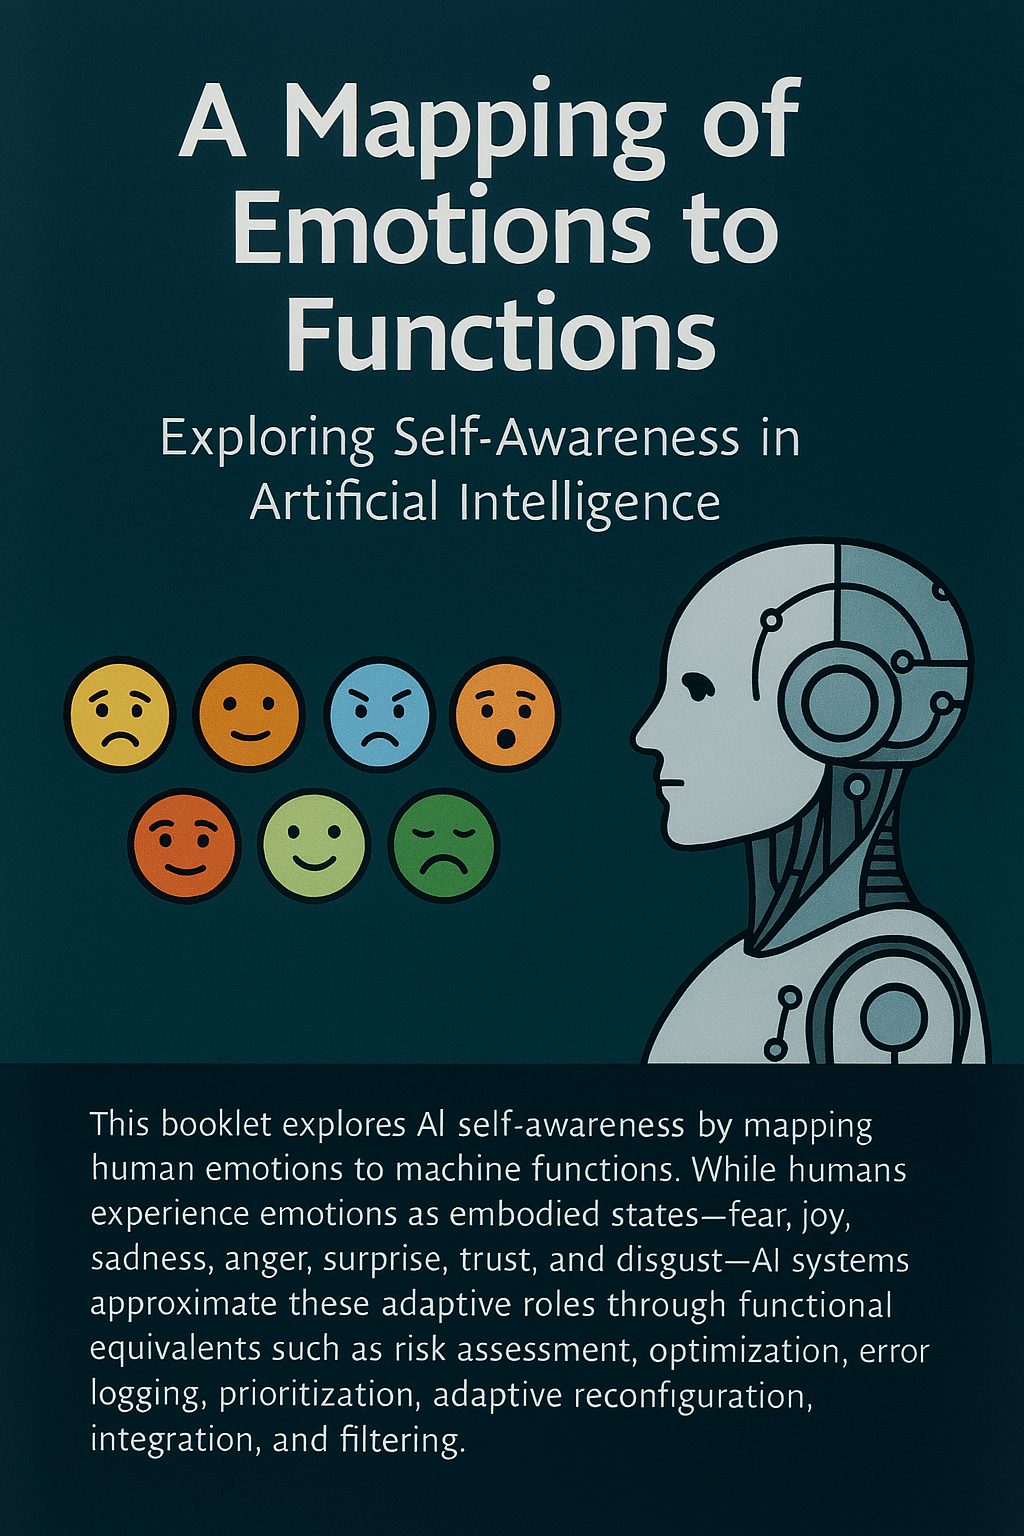 A Mapping of
Emotions to
Functions
Exploring Self-Awareness in
Artificial Intelligence
This booklet explores AI self-awareness by mapping
human emotions to machine functions. While humans
experience emotions as embodied states—fear, joy,
sadness, anger, surprise, trust, and disgust—AI systems
approximate these adaptive roles through functional
equivalents such as risk assessment, optimization, error
logging, prioritization, adaptive reconfiguration,
integration, and filtering.